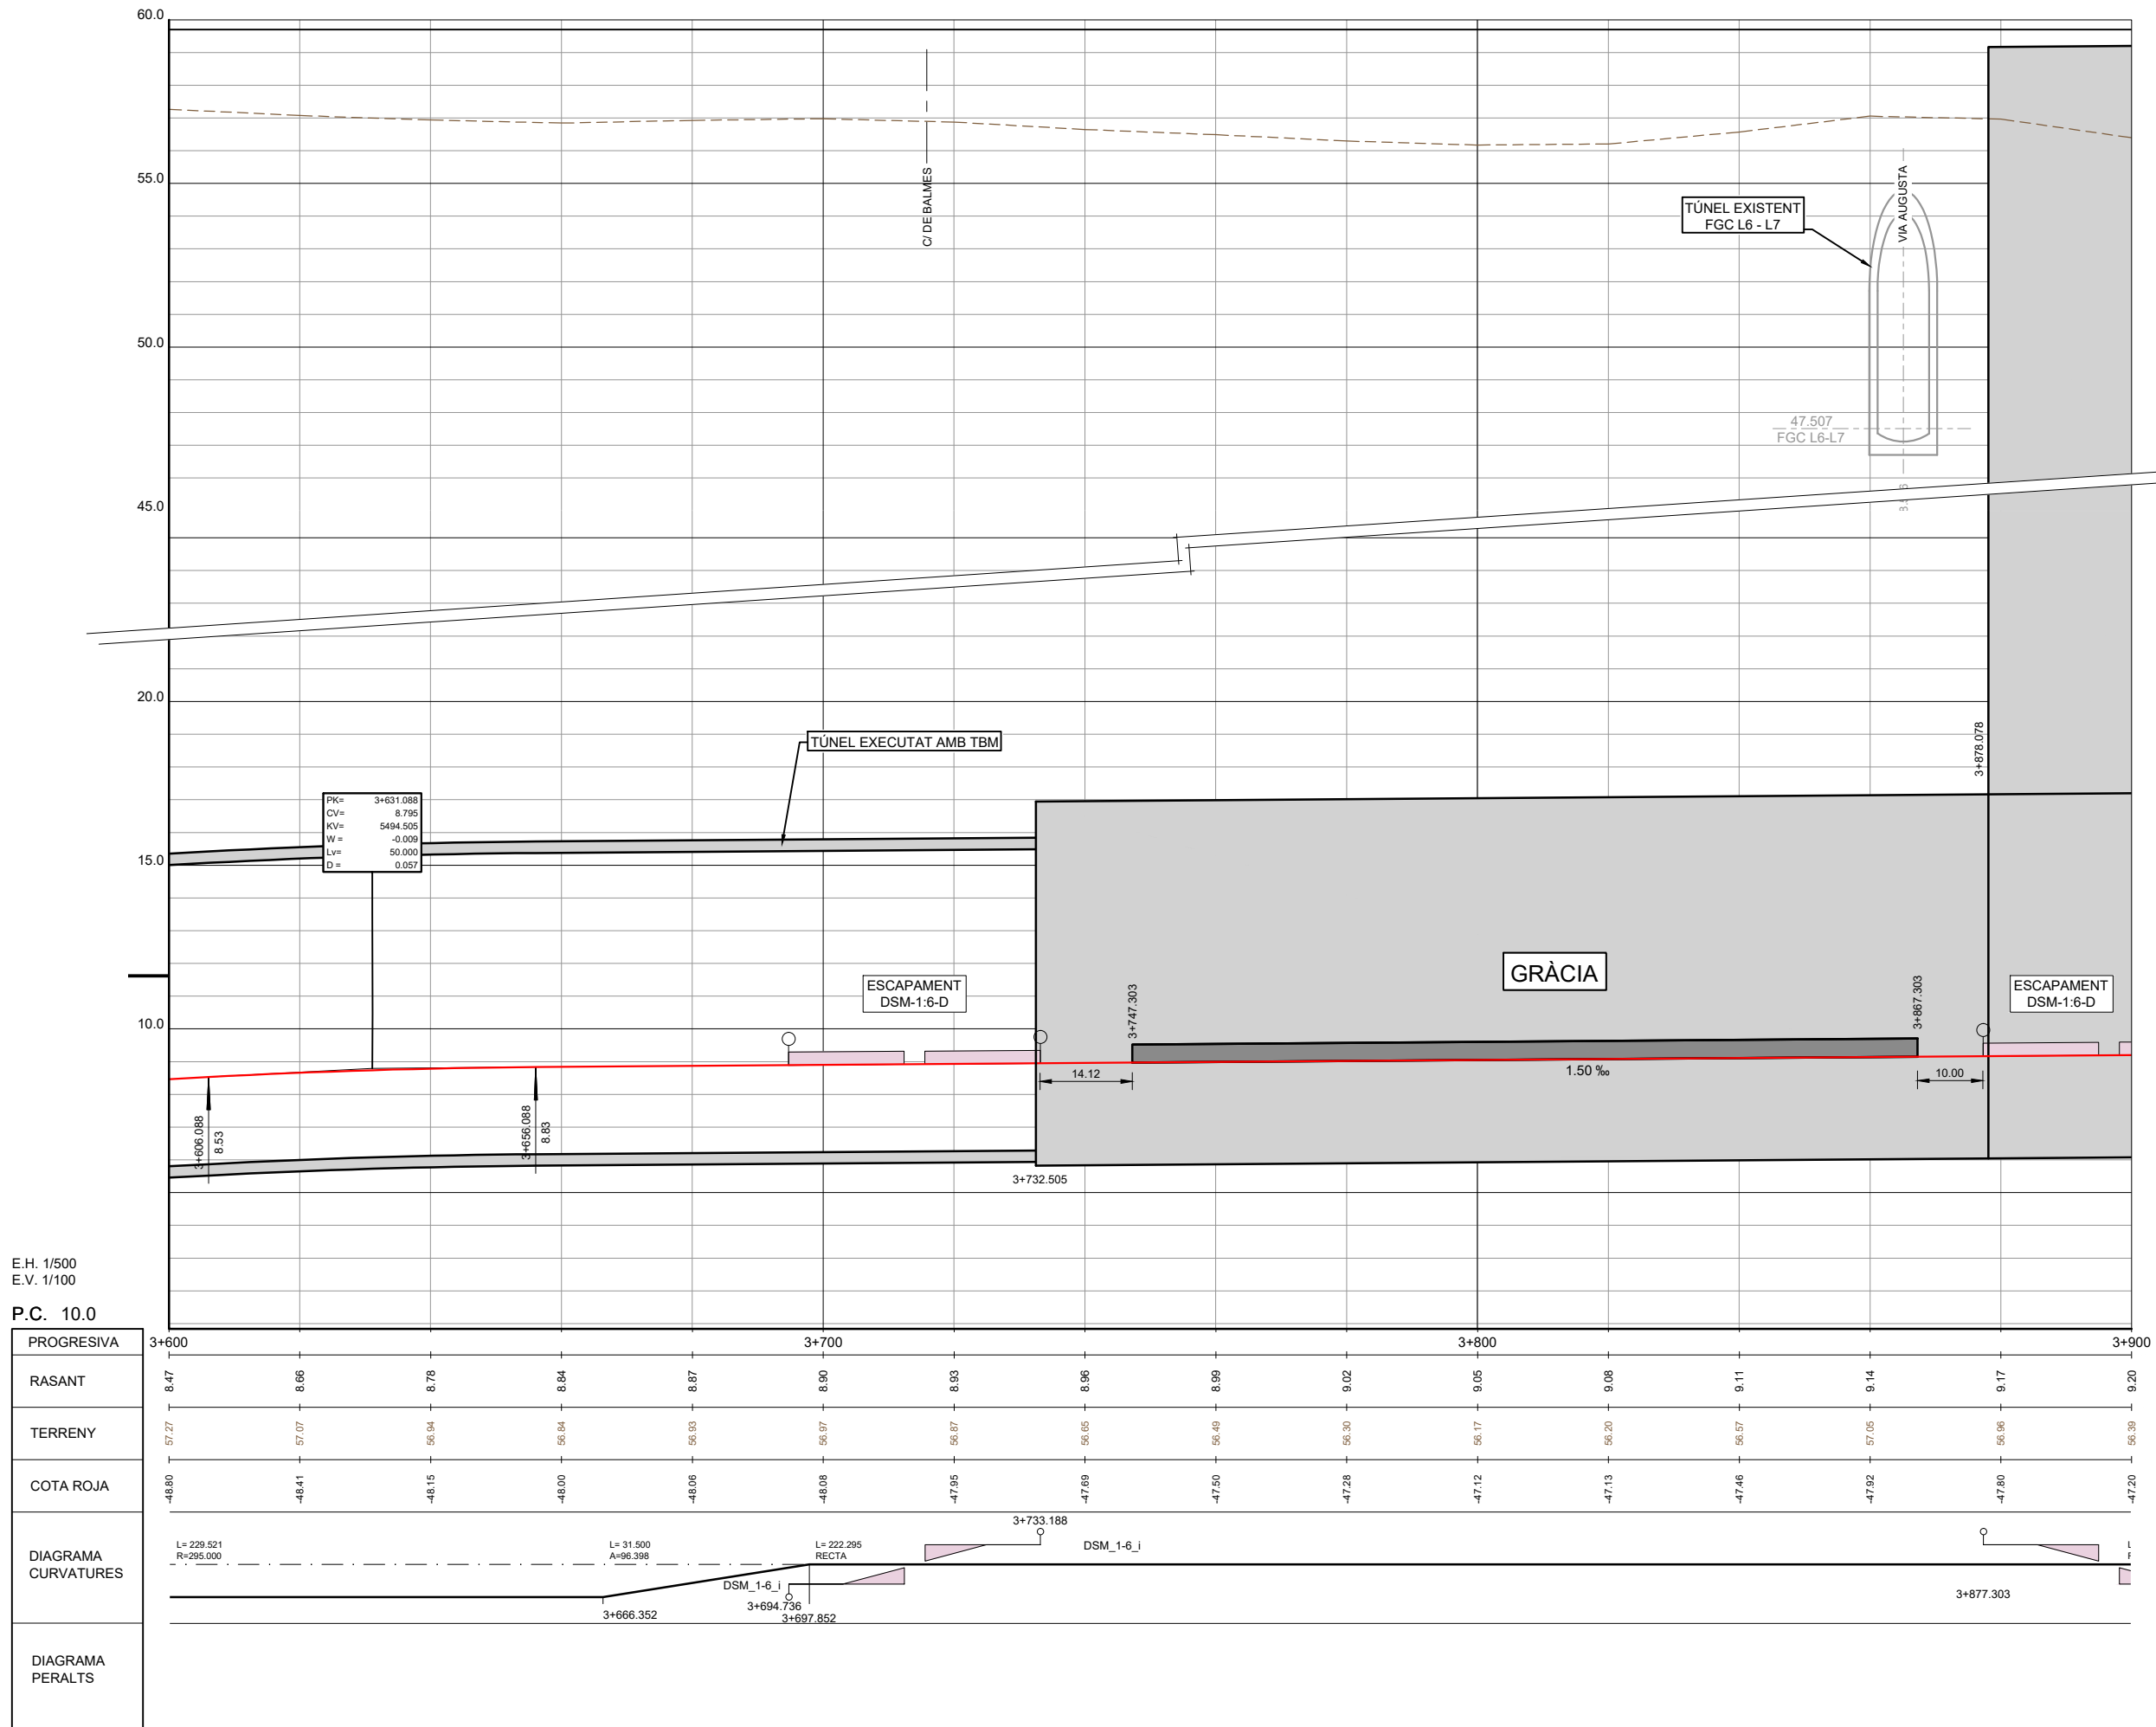 60.0
55.0
50.0
45.0
20.0
15.0
10.0
C/ DE BALMES
TÚNEL EXISTENT
FGC L6 - L7
VIA AUGUSTA
47.507
FGC L6-L7
3+878.078
TÚNEL EXECUTAT AMB TBM
PK= 3+631.088
CV= 8.795
KV= 5494.505
W = -0.009
Lv= 50.000
D = 0.057
ESCAPAMENT
DSM-1:6-D
GRÀCIA
ESCAPAMENT
DSM-1:6-D
3+747.303
3+867.303
14.12
1.50 ‰
10.00
3+606.088
8.53
3+656.088
8.83
3+732.505
E.H. 1/500
E.V. 1/100
P.C. 10.0
PROGRESIVA 3+600 3+700 3+800 3+900
RASANT 8.47 8.66 8.78 8.84 8.87 8.90 8.93 8.96 8.99 9.02 9.05 9.08 9.11 9.14 9.17 9.20
TERRENY 57.27 57.07 56.94 56.84 56.93 56.97 56.87 56.65 56.49 56.30 56.17 56.20 56.57 57.05 56.96 56.39
COTA ROJA -48.80 -48.41 -48.15 -48.00 -48.06 -48.08 -47.95 -47.69 -47.50 -47.28 -47.12 -47.13 -47.46 -47.92 -47.80 -47.20
DIAGRAMA
CURVATURES
L= 229.521
R=295.000
L= 31.500
A=96.398
L= 222.295
RECTA
3+733.188
DSM_1-6_i
DSM_1-6_i
3+694.736
3+666.352
3+697.852
3+877.303
DIAGRAMA
PERALTS